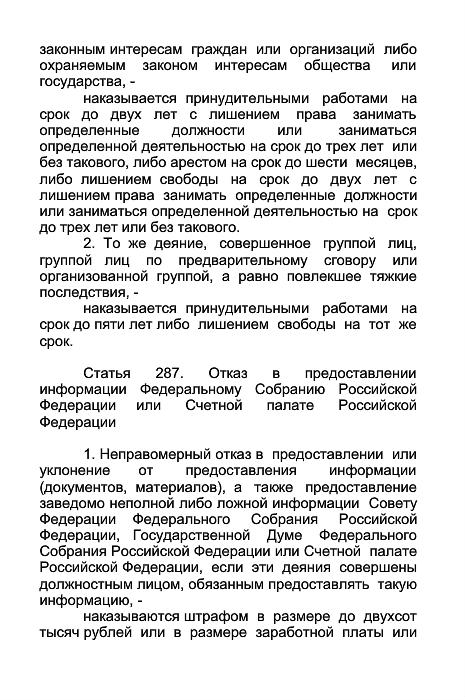 законным интересам граждан или организаций либо
охраняемым законом интересам общества или
государства, -
наказывается принудительными работами на
срок до двух лет с лишением права занимать
определенные должности или заниматься
определенной деятельностью на срок до трех лет или
без такового, либо арестом на срок до шести месяцев,
либо лишением свободы на срок до двух лет с
лишением права занимать определенные должности
или заниматься определенной деятельностью на срок
до трех лет или без такового.
2. То же деяние, совершенное группой лиц,
группой лиц по предварительному сговору или
организованной группой, а равно повлекшее тяжкие
последствия, -
наказывается принудительными работами на
срок до пяти лет либо лишением свободы на тот же
срок.
Статья 287. Отказ в предоставлении
информации Федеральному Собранию Российской
Федерации или Счетной палате Российской
Федерации
1. Неправомерный отказ в предоставлении или
уклонение от предоставления информации
(документов, материалов), а также предоставление
заведомо неполной либо ложной информации Совету
Федерации Федерального Собрания Российской
Федерации, Государственной Думе Федерального
Собрания Российской Федерации или Счетной палате
Российской Федерации, если эти деяния совершены
должностным лицом, обязанным предоставлять такую
информацию, -
наказываются штрафом в размере до двухсот
тысяч рублей или в размере заработной платы или